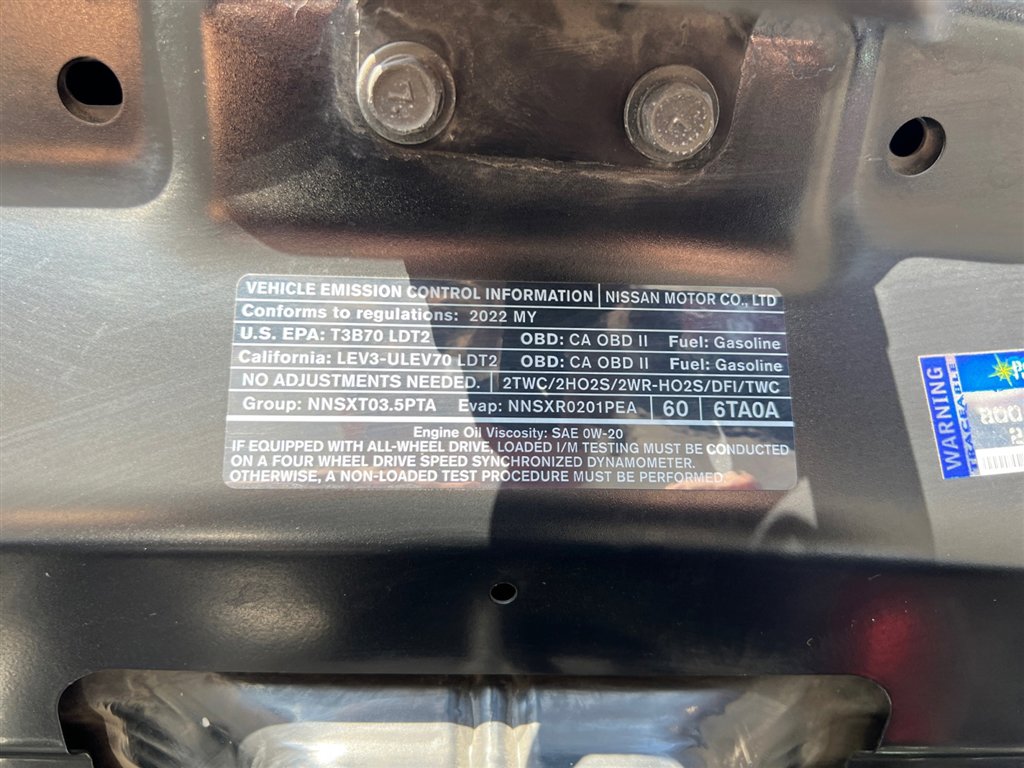 VEHICLE EMISSION CONTROL INFORMATION NISSAN MOTOR CO., LTD
Conforms to regulations: 2022 MY
U.S. EPA: T3B70 LDT2 OBD: CA OBD II Fuel: Gasoline
California: LEV3-ULEV70 LDT2 OBD: CA OBD II Fuel: Gasoline
NO ADJUSTMENTS NEEDED. 2TWC/2HO2S/2WR-HO2S/DFI/TWC
Group: NNSXT03.5PTA Evap: NNSXR0201PEA 60 6TA0A
Engine Oil Viscosity: SAE 0W-20
IF EQUIPPED WITH ALL-WHEEL DRIVE, LOADED I/M TESTING MUST BE CONDUCTED
ON A FOUR WHEEL DRIVE SPEED SYNCHRONIZED DYNAMOMETER.
OTHERWISE, A NON-LOADED TEST PROCEDURE MUST BE PERFORMED.
WARNING
TRACEABLE
800